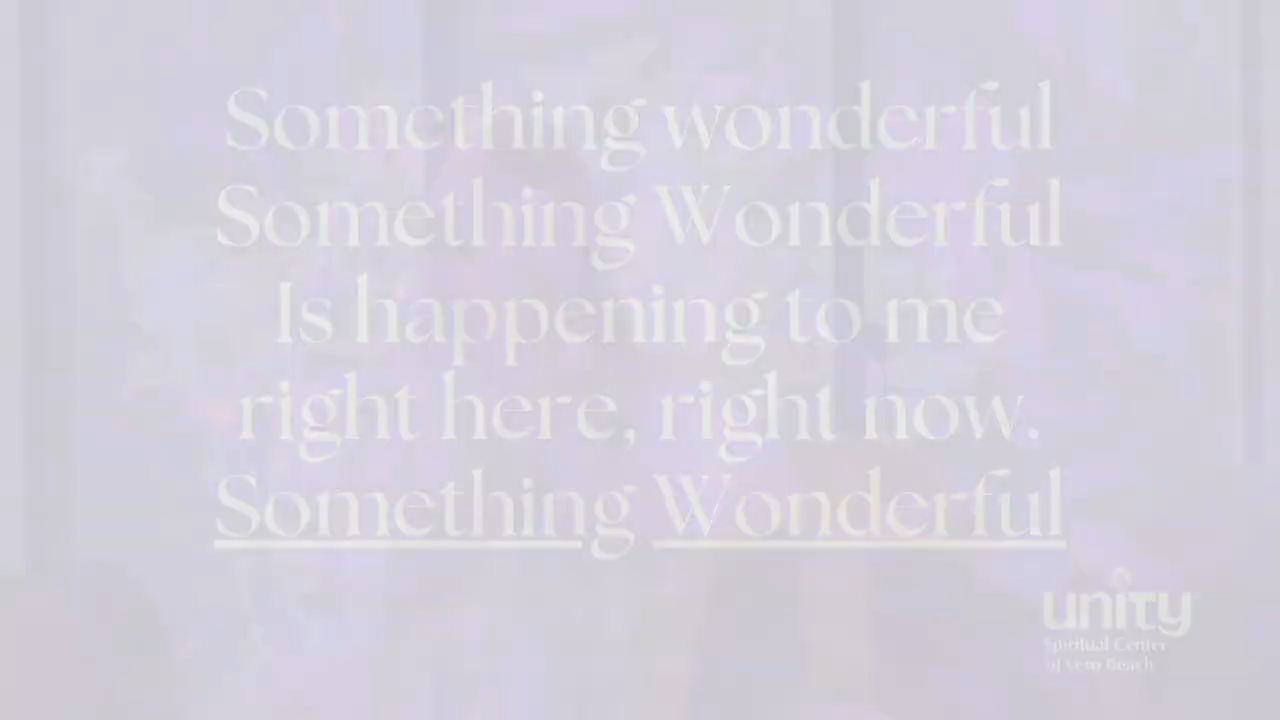 Something wonderful
Something Wonderful
Is happening to me
right here, right now.
Something Wonderful
unity
Spiritual Center
of Vero Beach